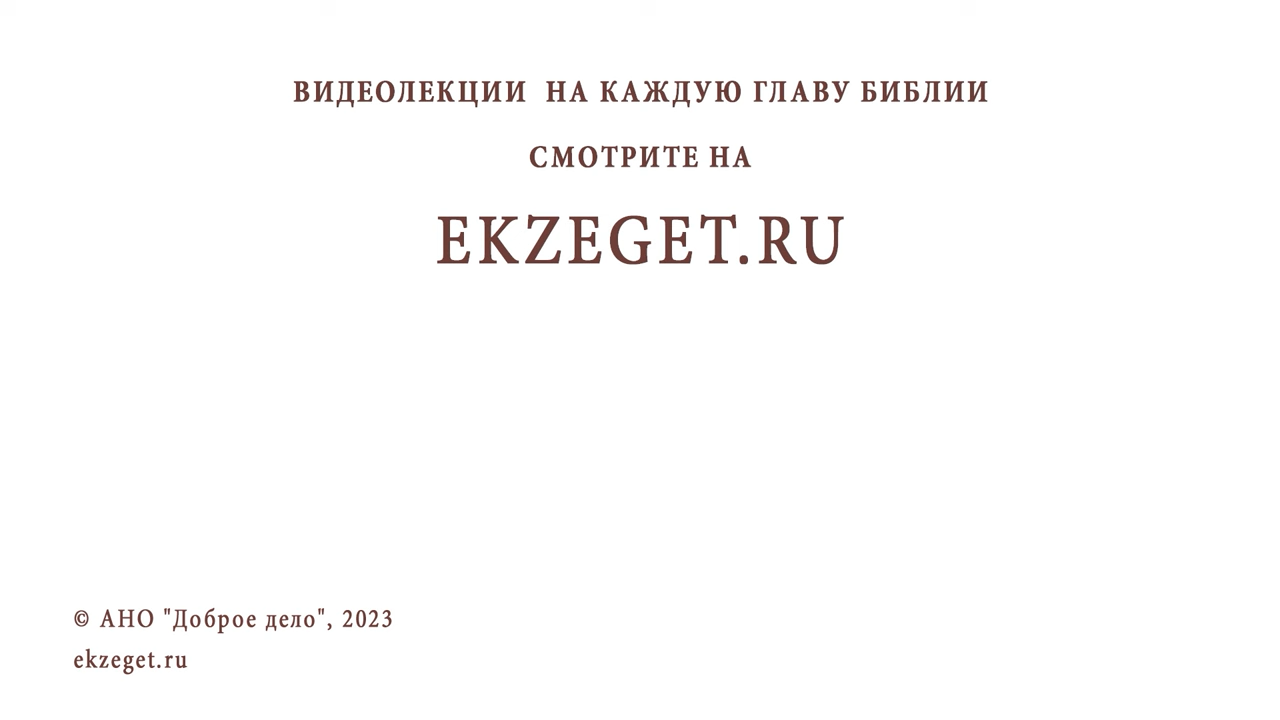 ВИДЕОЛЕКЦИИ НА КАЖДУЮ ГЛАВУ БИБЛИИ
СМОТРИТЕ НА
EKZEGET.RU
© АНО "Доброе дело", 2023
ekzeget.ru